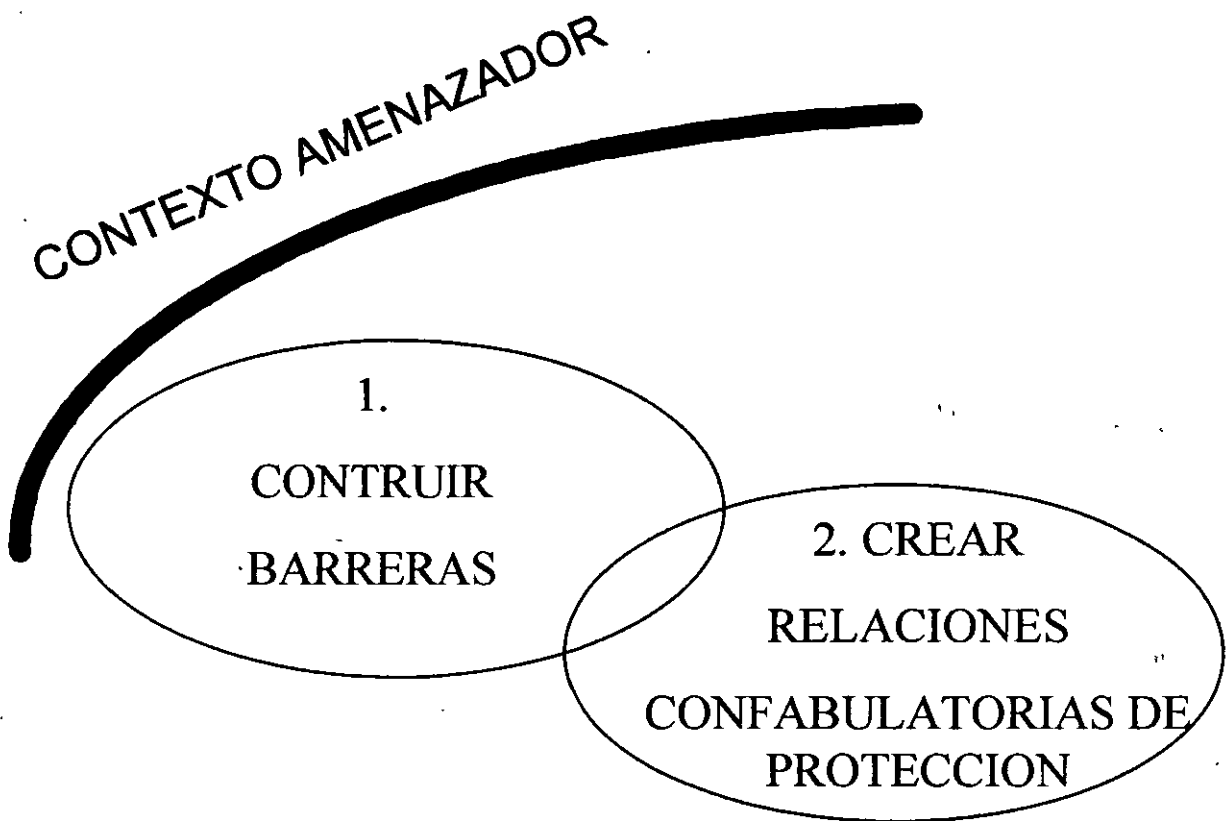 CONTEXTO AMENAZADOR
1.
CONTRUIR
BARRERAS
2. CREAR
RELACIONES
CONFABULATORIAS DE
PROTECCION